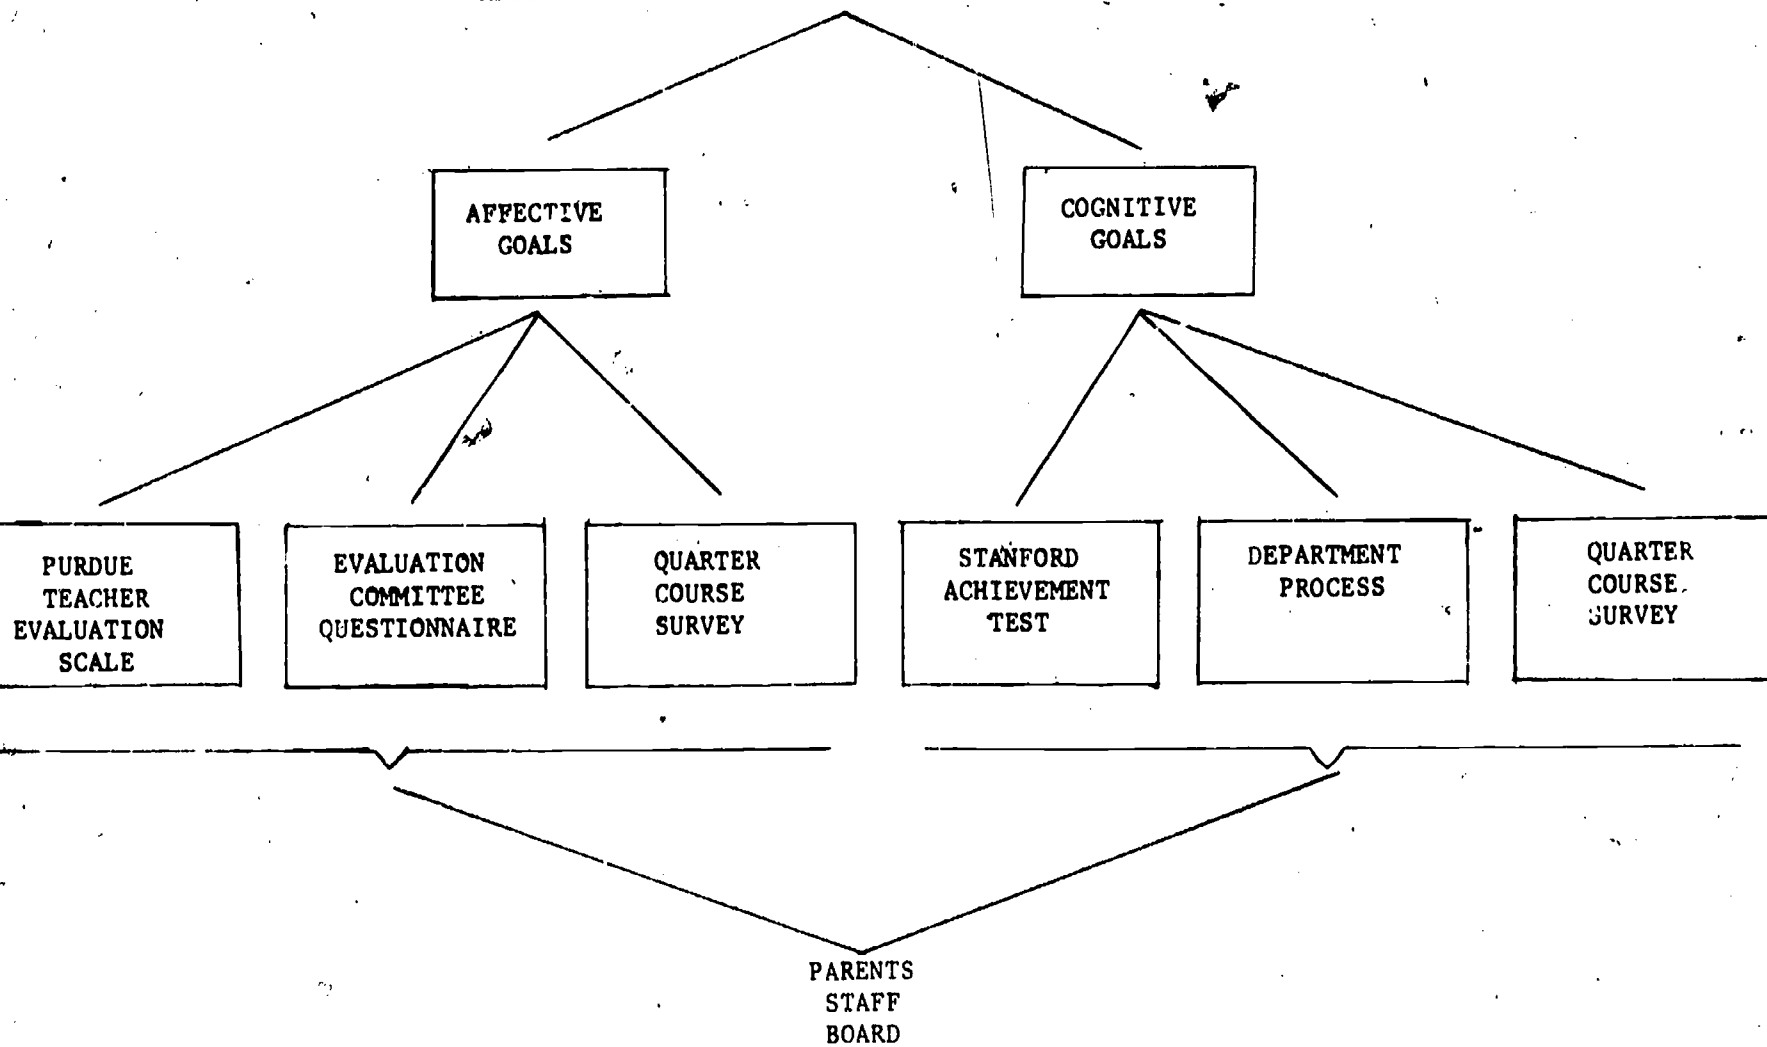 AFFECTIVE
GOALS
COGNITIVE
GOALS
PURDUE
TEACHER
EVALUATION
SCALE
EVALUATION
COMMITTEE
QUESTIONNAIRE
QUARTER
COURSE
SURVEY
STANFORD
ACHIEVEMENT
TEST
DEPARTMENT
PROCESS
QUARTER
COURSE
SURVEY
PARENTS
STAFF
BOARD